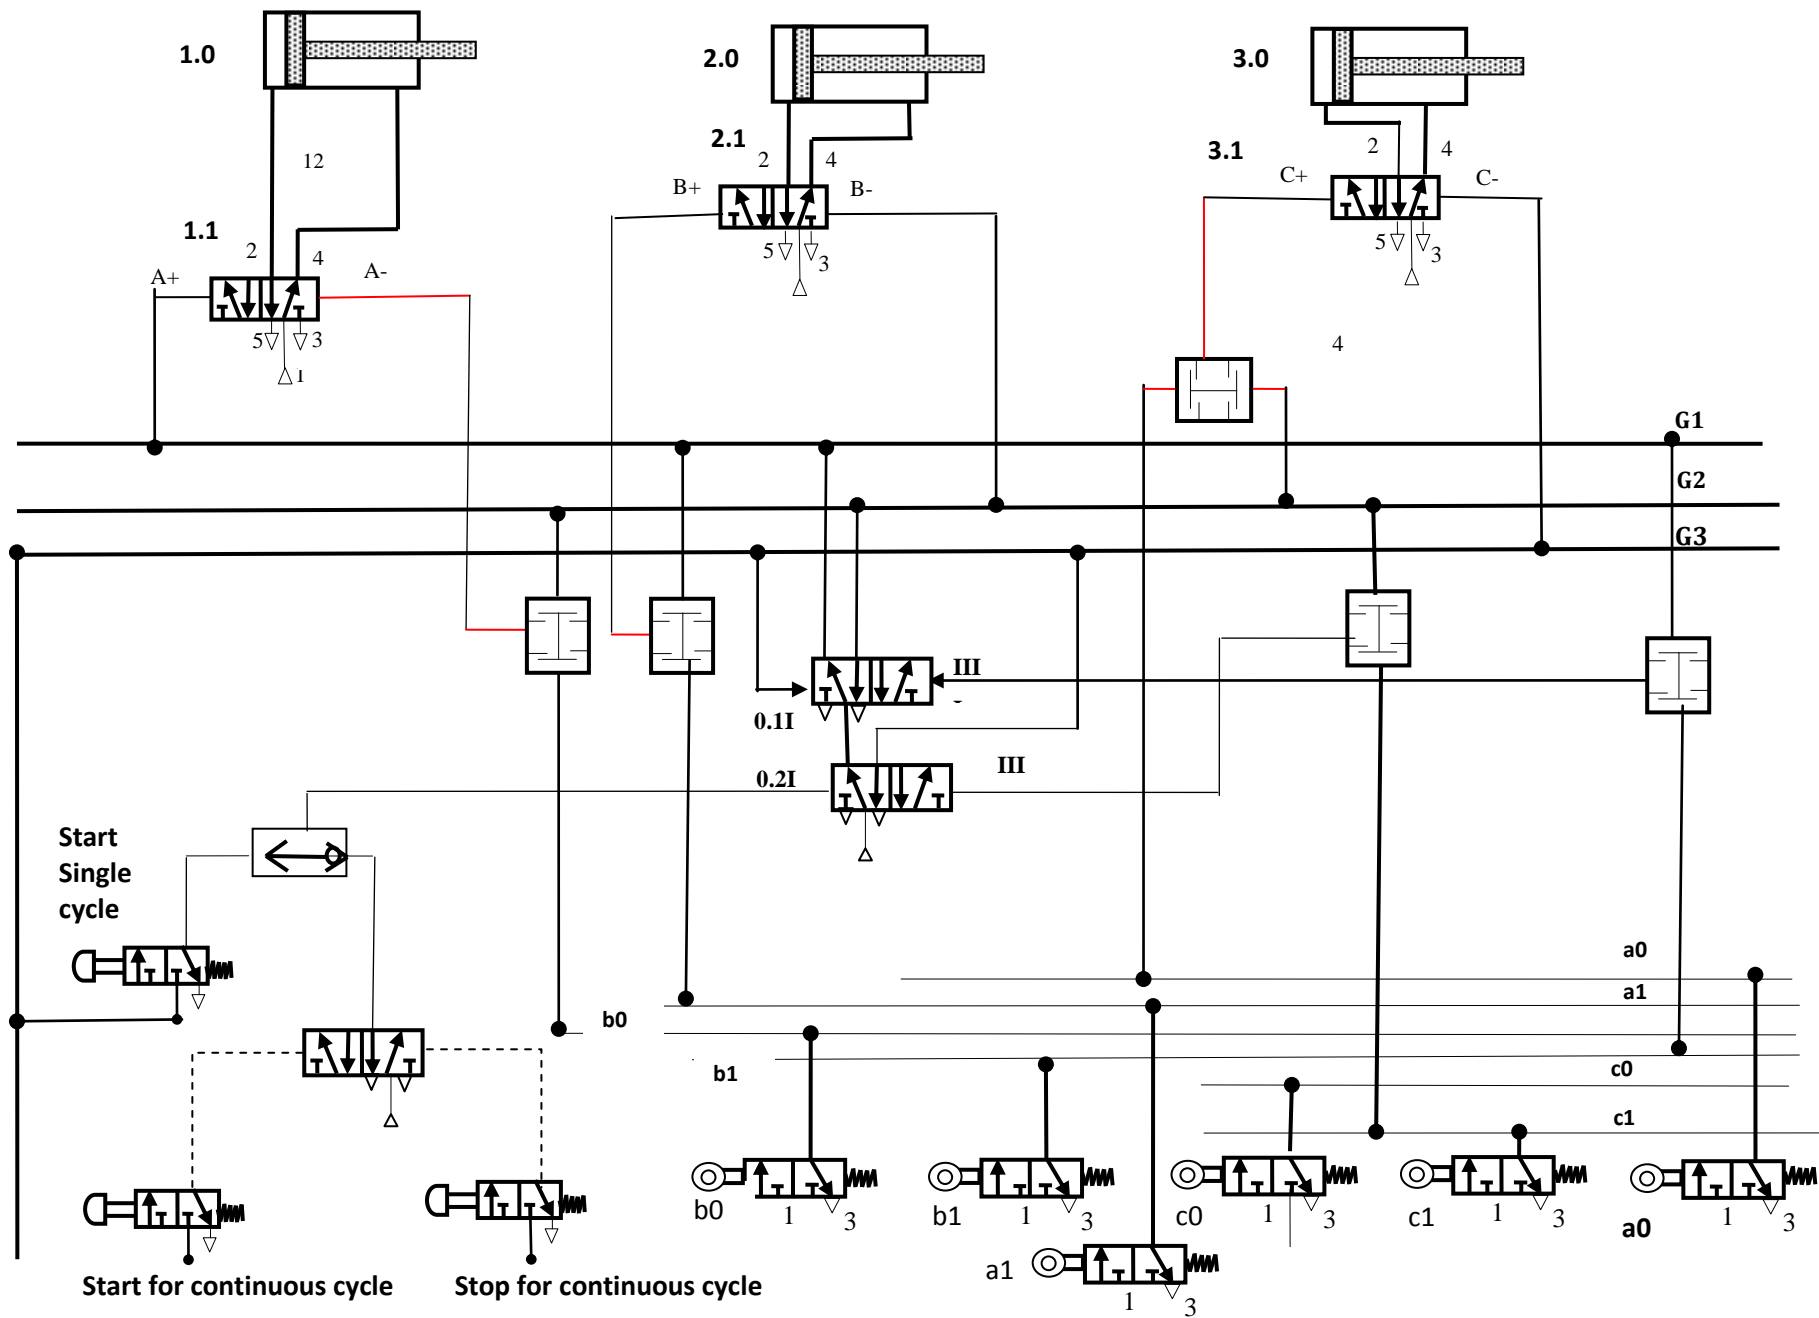 1.0
2.0
3.0
12
2.1
2
4
3.1
2
4
B+
B-
C+
C-
1.1
2
4
A+
A-
5
3
5
3
5
3
1
4
G1
G2
G3
III
0.1I
0.2I
III
Start
Single
cycle
a0
a1
b0
b1
c0
c1
b0
1
3
b1
1
3
c0
1
3
c1
1
3
a0
1
3
a1
1
3
Start for continuous cycle
Stop for continuous cycle